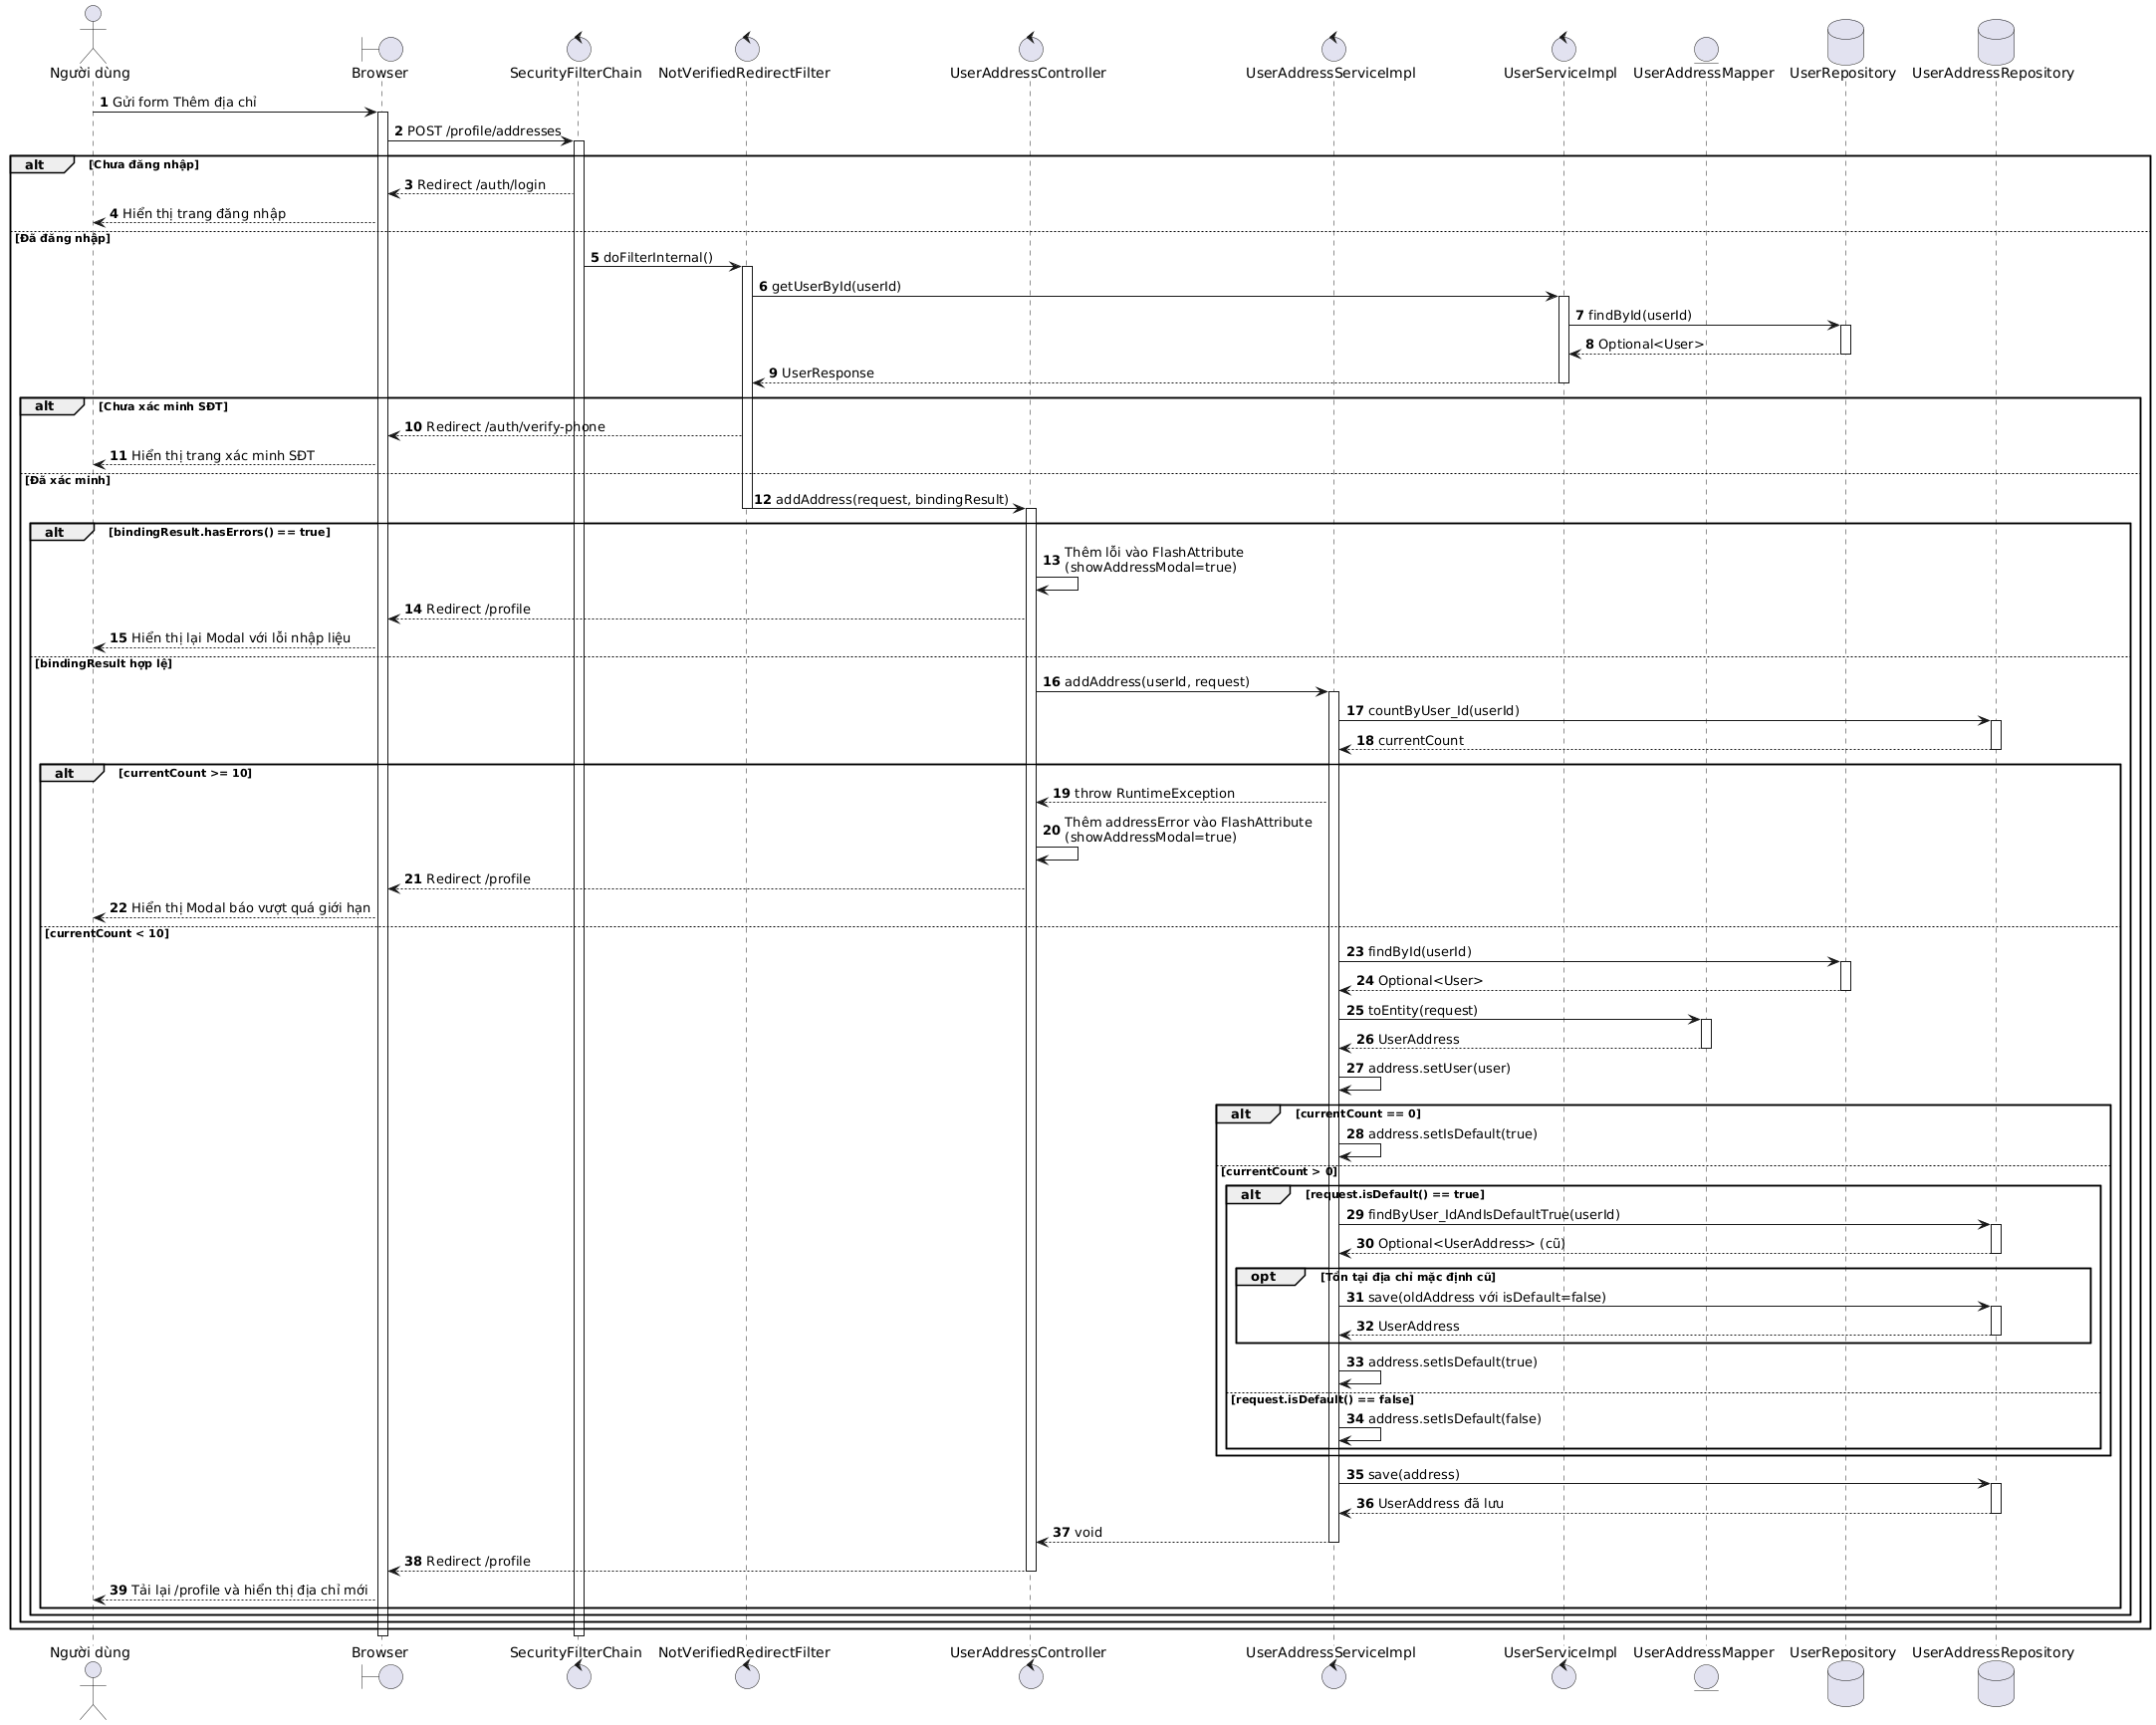 Người dùng
Browser
SecurityFilterChain
NotVerifiedRedirectFilter
UserAddressController
UserAddressServiceImpl
UserServiceImpl
UserAddressMapper
UserRepository
UserAddressRepository
1 Gửi form Thêm địa chỉ
2 POST /profile/addresses
alt [Chưa đăng nhập]
3 Redirect /auth/login
4 Hiển thị trang đăng nhập
[Đã đăng nhập]
5 doFilterInternal()
6 getUserById(userId)
7 findById(userId)
8 Optional<User>
9 UserResponse
alt [Chưa xác minh SĐT]
10 Redirect /auth/verify-phone
11 Hiển thị trang xác minh SĐT
[Đã xác minh]
12 addAddress(request, bindingResult)
alt [bindingResult.hasErrors() == true]
13 Thêm lỗi vào FlashAttribute
(showAddressModal=true)
14 Redirect /profile
15 Hiển thị lại Modal với lỗi nhập liệu
[bindingResult hợp lệ]
16 addAddress(userId, request)
17 countByUser_Id(userId)
18 currentCount
alt [currentCount >= 10]
19 throw RuntimeException
20 Thêm addressError vào FlashAttribute
(showAddressModal=true)
21 Redirect /profile
22 Hiển thị Modal báo vượt quá giới hạn
[currentCount < 10]
23 findById(userId)
24 Optional<User>
25 toEntity(request)
26 UserAddress
27 address.setUser(user)
alt [currentCount == 0]
28 address.setIsDefault(true)
[currentCount > 0]
alt [request.isDefault() == true]
29 findByUser_IdAndIsDefaultTrue(userId)
30 Optional<UserAddress> (cũ)
opt [Tồn tại địa chỉ mặc định cũ]
31 save(oldAddress với isDefault=false)
32 UserAddress
33 address.setIsDefault(true)
[request.isDefault() == false]
34 address.setIsDefault(false)
35 save(address)
36 UserAddress đã lưu
37 void
38 Redirect /profile
39 Tải lại /profile và hiển thị địa chỉ mới
Người dùng
Browser
SecurityFilterChain
NotVerifiedRedirectFilter
UserAddressController
UserAddressServiceImpl
UserServiceImpl
UserAddressMapper
UserRepository
UserAddressRepository